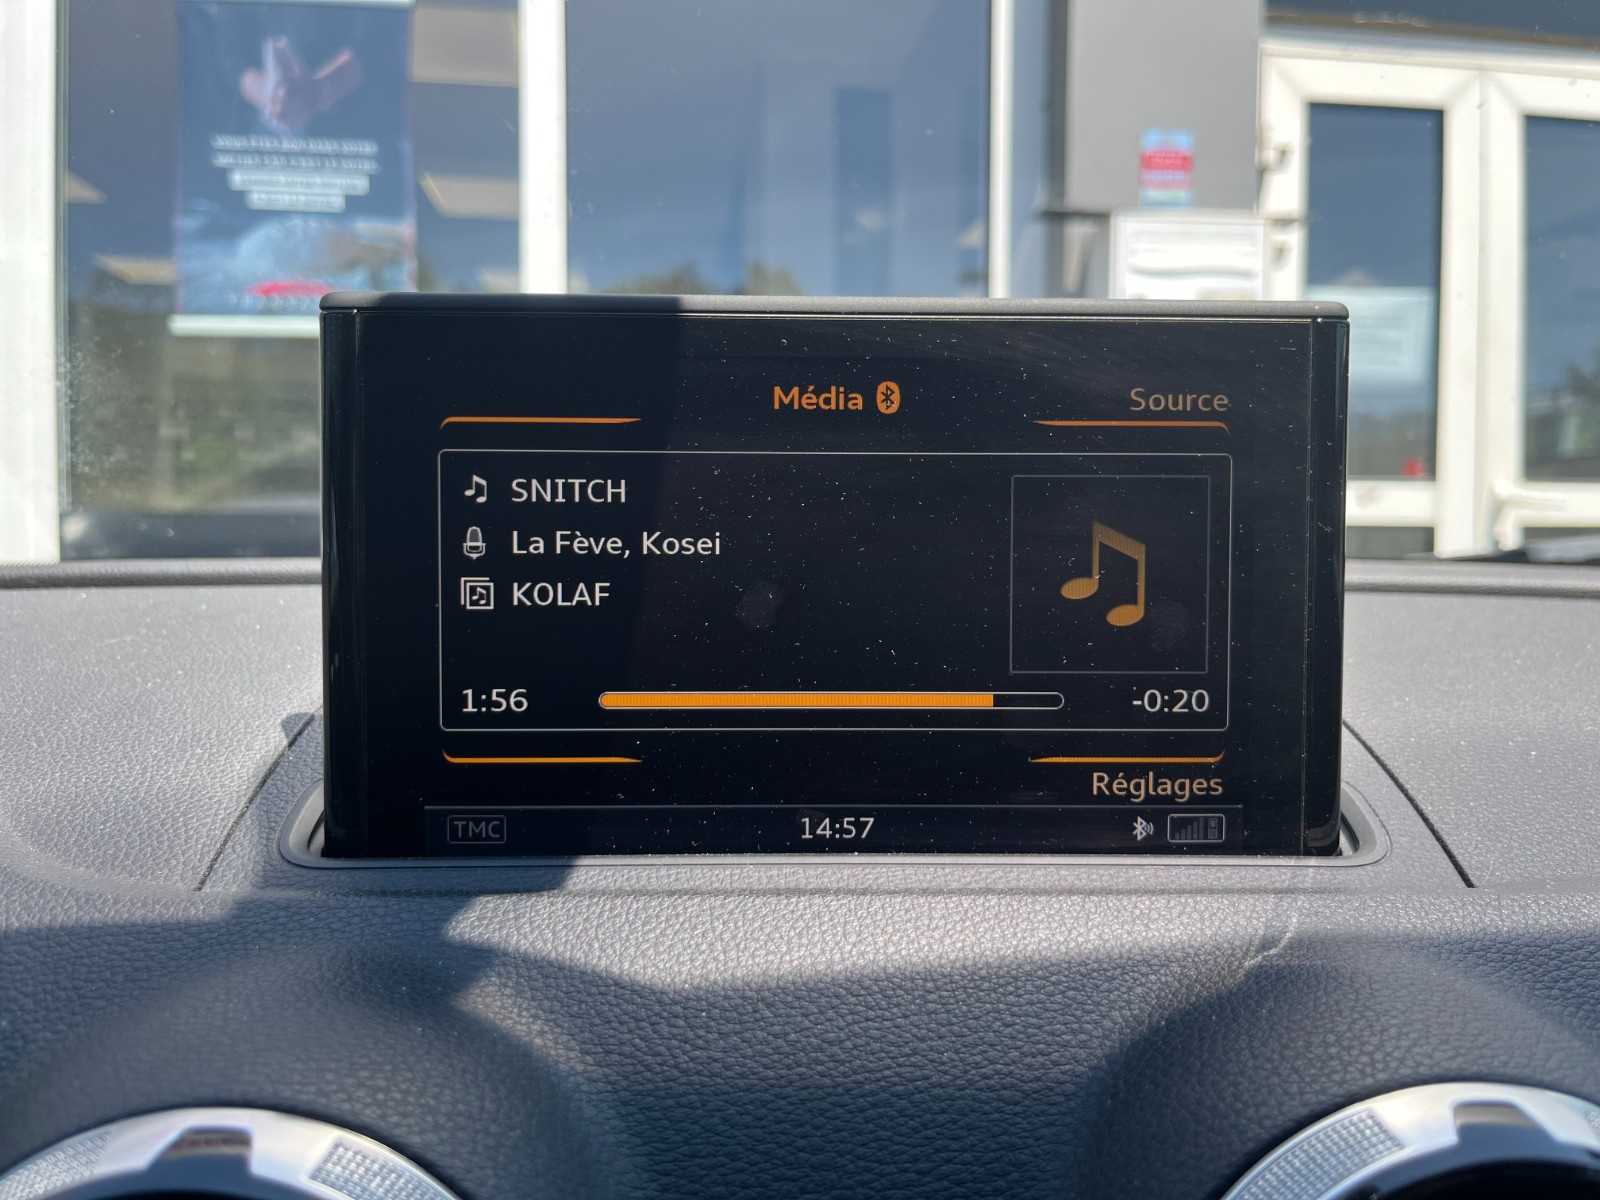 Média
Source
SNITCH
La Fève, Kosei
KOLAF
1:56
-0:20
Réglages
TMC
14:57